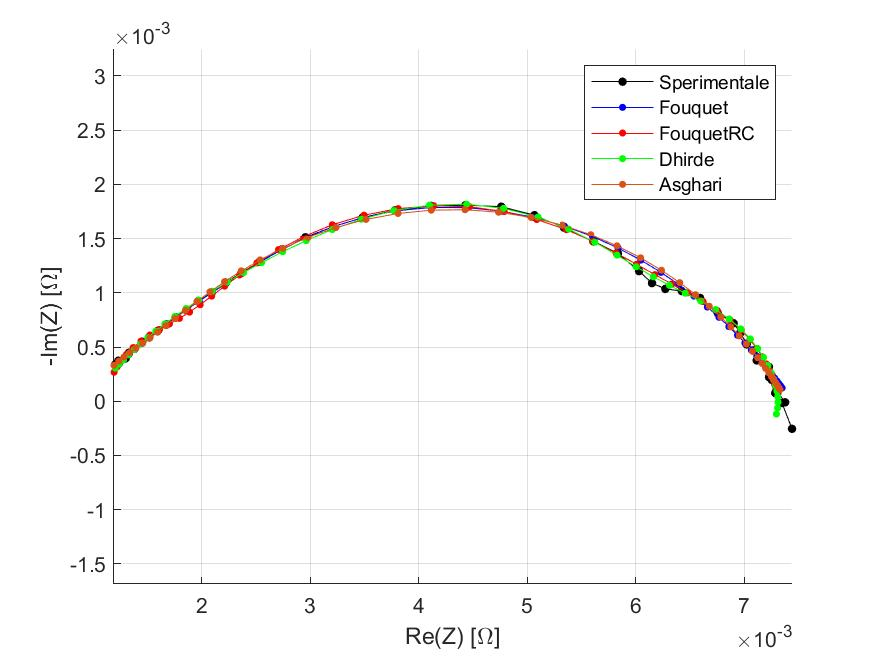 ×10⁻³
3
2.5
2
1.5
1
0.5
0
-0.5
-1
-1.5
-Im(Z) [Ω]
Sperimentale
Fouquet
FouquetRC
Dhirde
Asghari
2 3 4 5 6 7
Re(Z) [Ω]
×10⁻³